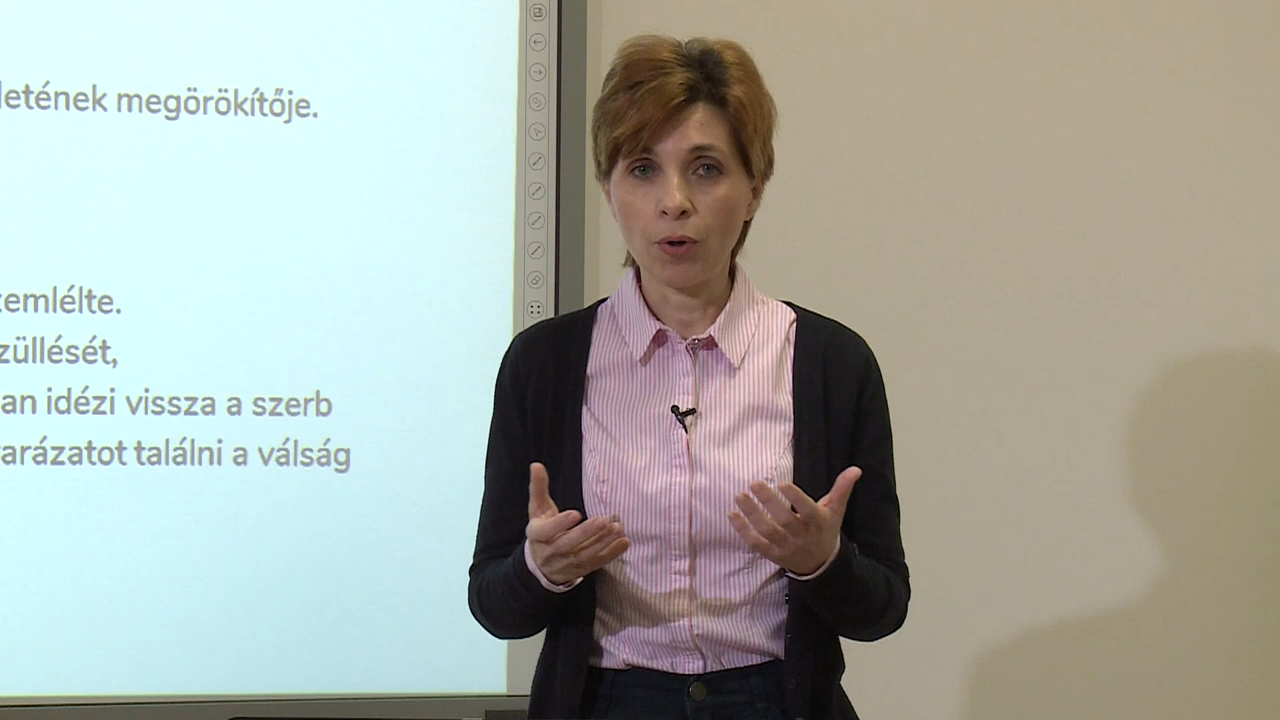 letének megörökítője.
zemlélte.
züllését,
an idézi vissza a szerb
arázatot találni a válság